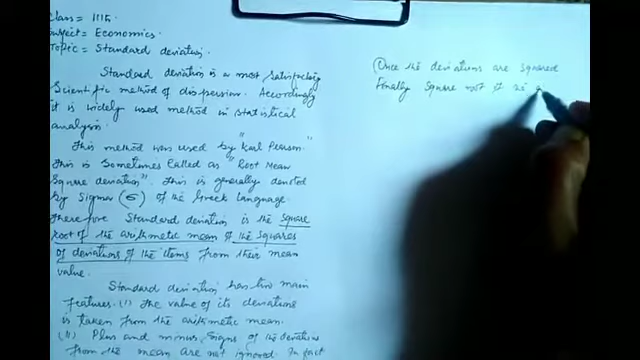 Class = 11th.
Subject = Economics.
Topic = Standard deviation.
Standard deviation is a most satisfactory
Scientific method of dispersion. Accordingly
it is widely used method in statistical
analysis.
This method was used by "Karl Pearson."
This is Sometimes Called as "Root Mean
Square deviation". This is generally denoted
by Sigma (σ) of the Greek Language.
Therefore Standard deviation is the square
root of the arithmetic mean of the squares
of deviations of the items from their mean
value.
Standard deviation has two main
features. (i) The value of its deviations
is taken from the arithmetic mean.
(ii) Plus and minus signs of the deviations
from the mean are not ignored. In fact
Once the deviations are squared
Finally Square root of the